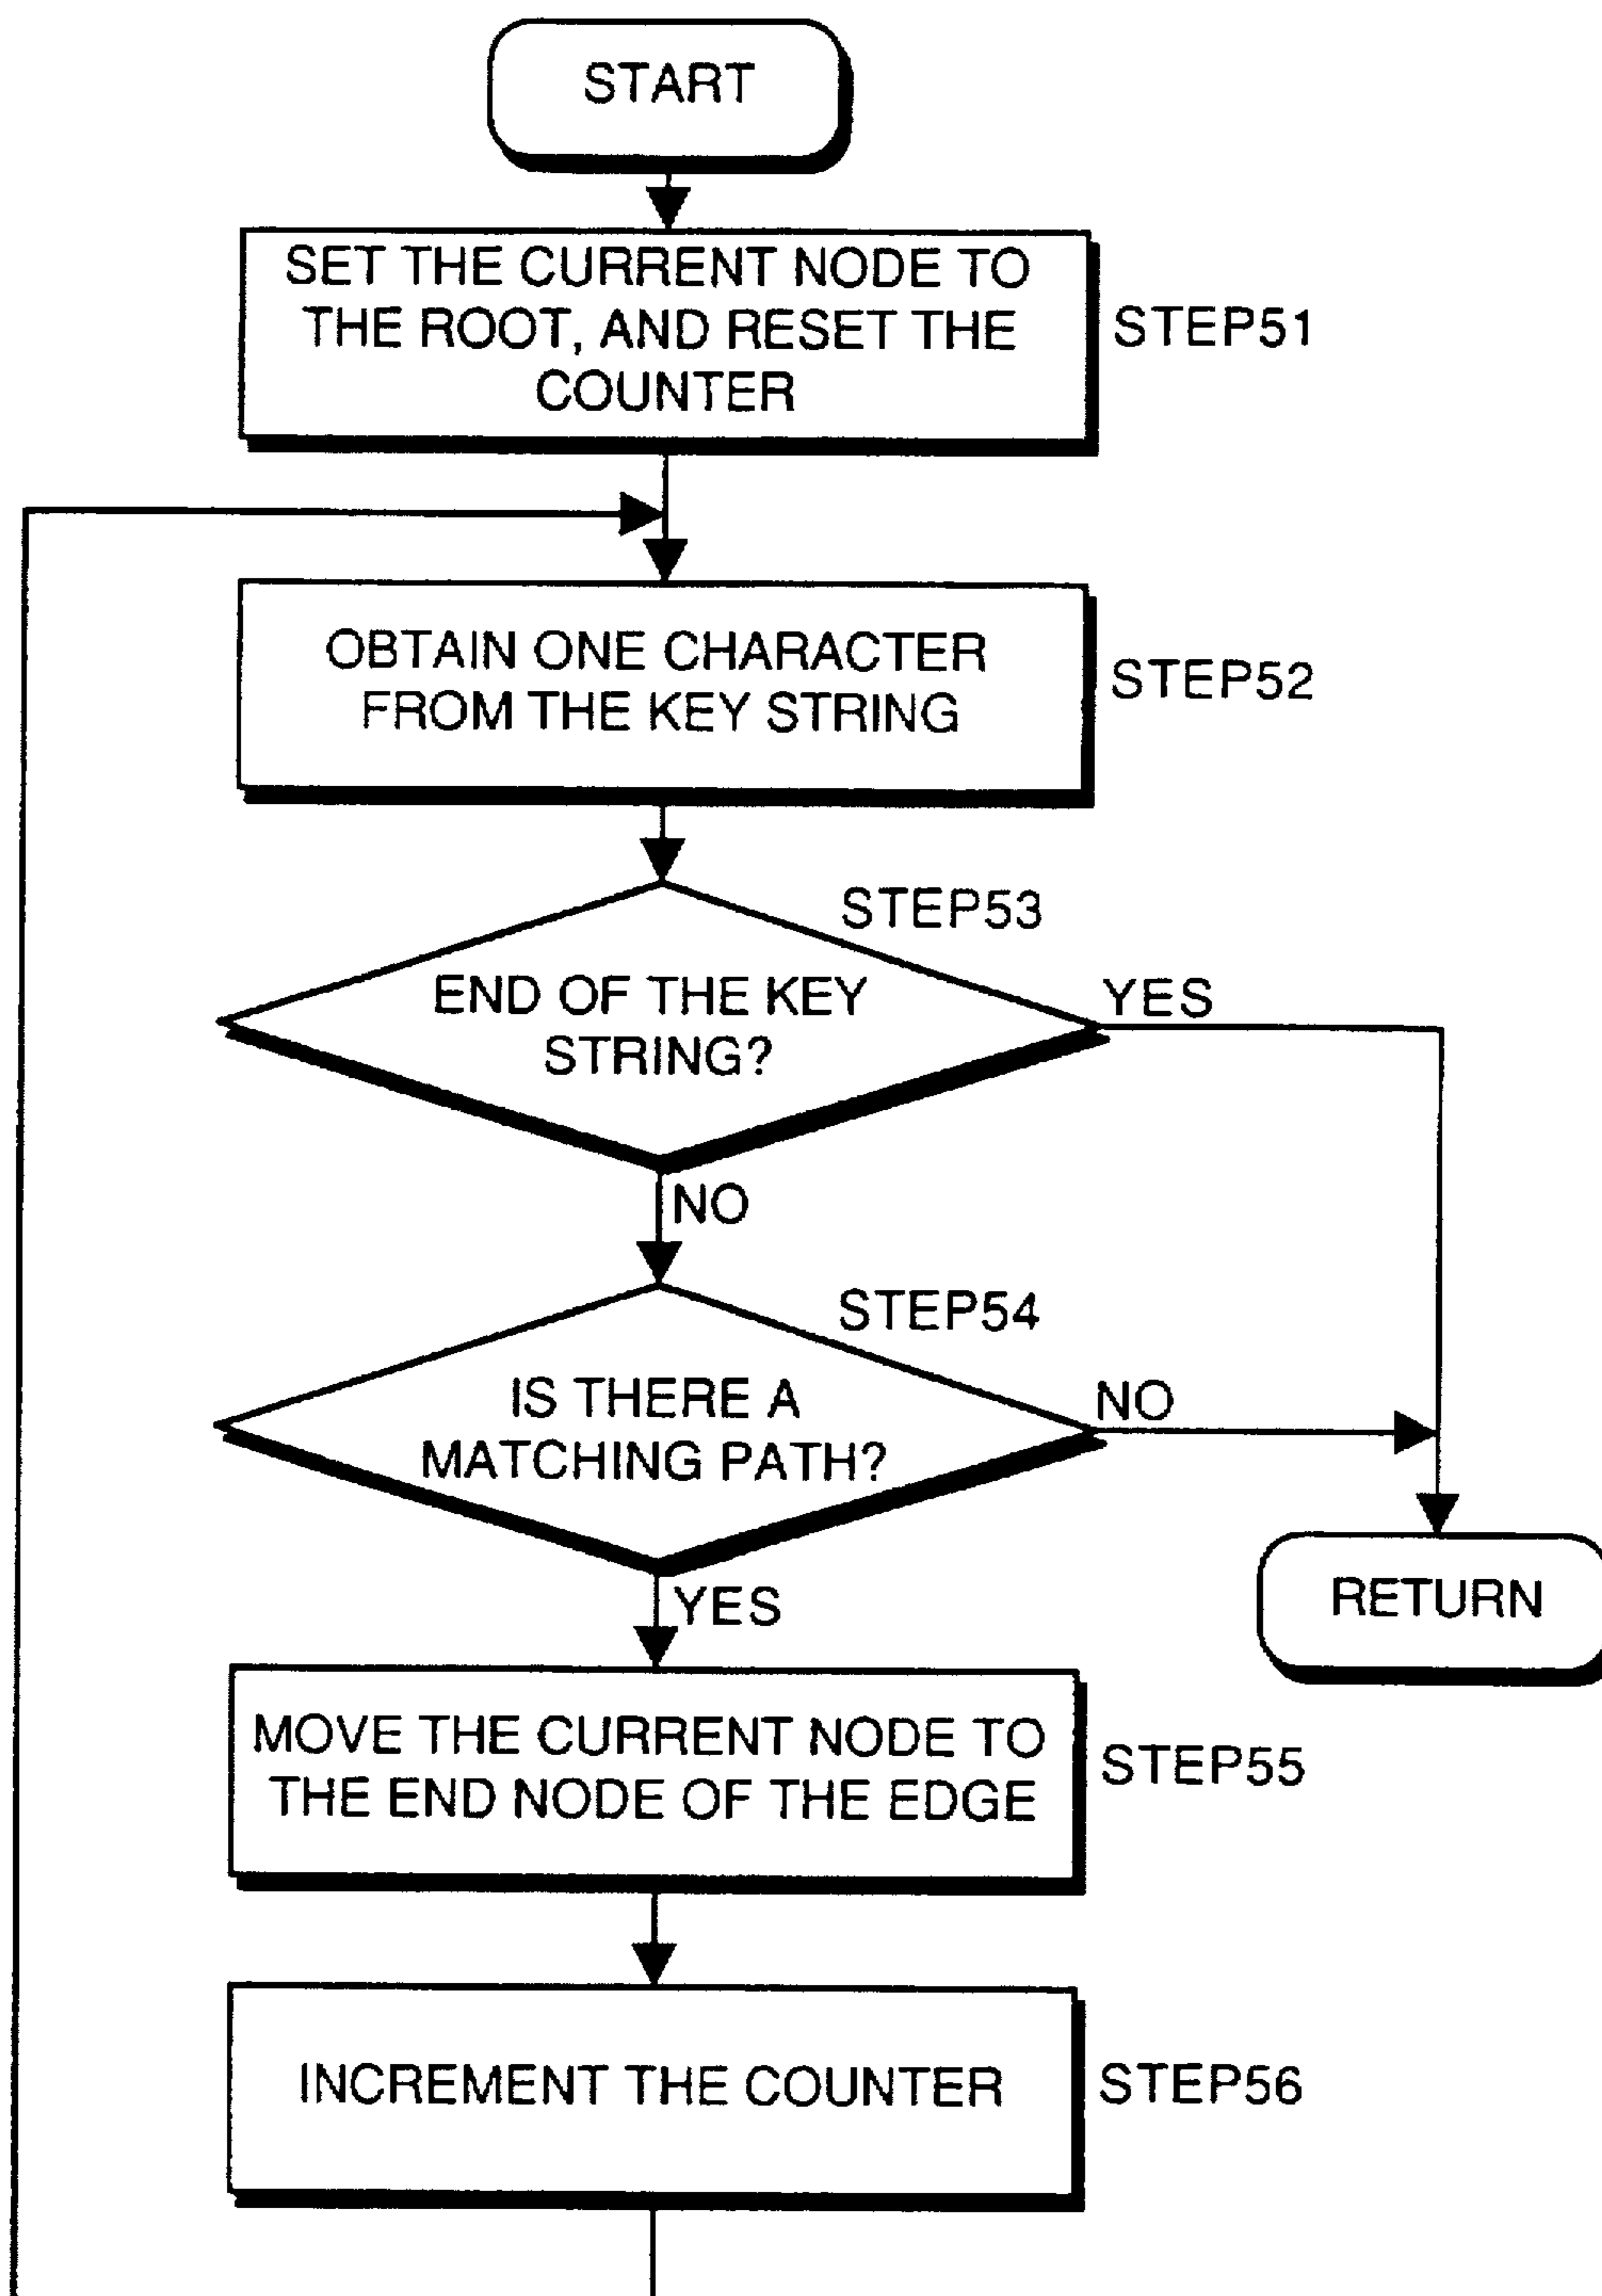 START
SET THE CURRENT NODE TO
THE ROOT, AND RESET THE
COUNTER
STEP51
OBTAIN ONE CHARACTER
FROM THE KEY STRING
STEP52
STEP53
END OF THE KEY
STRING?
YES
NO
STEP54
IS THERE A
MATCHING PATH?
NO
YES
RETURN
MOVE THE CURRENT NODE TO
THE END NODE OF THE EDGE
STEP55
INCREMENT THE COUNTER
STEP56